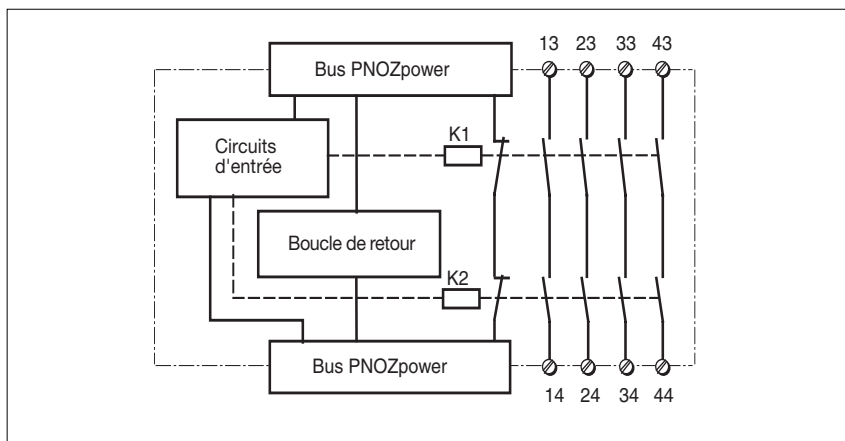 13 23 33 43
Bus PNOZpower
K1
Circuits
d'entrée
Boucle de retour
K2
Bus PNOZpower
14 24 34 44